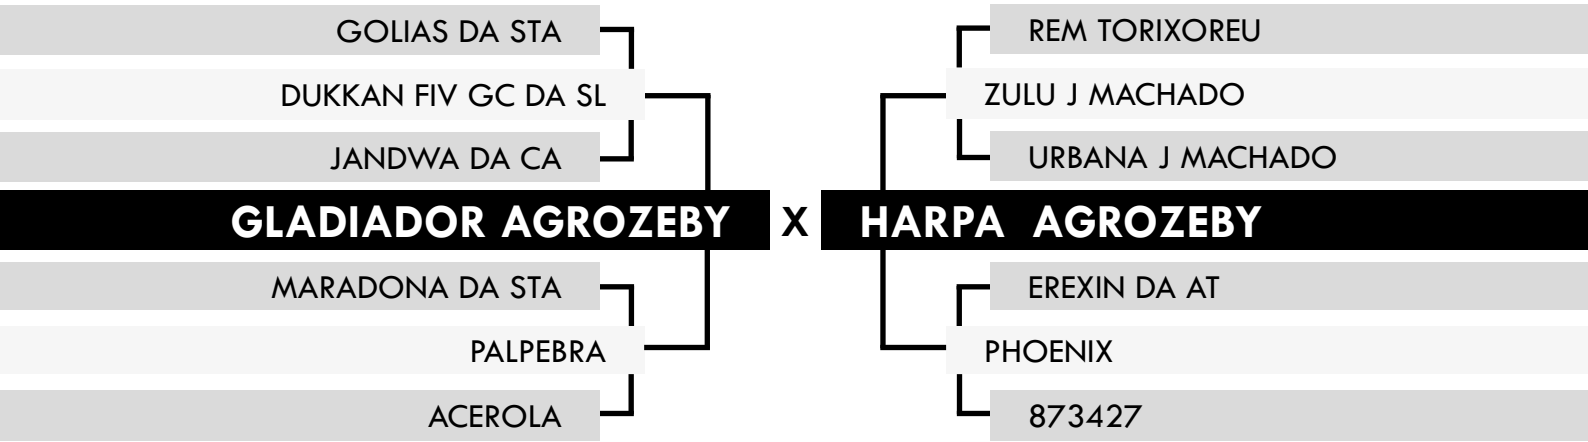 GOLIAS DA STA
DUKKAN FIV GC DA SL
JANDWA DA CA
GLADIADOR AGROZEBY
MARADONA DA STA
PALPEBRA
ACEROLA
X
REM TORIXOREU
ZULU J MACHADO
URBANA J MACHADO
HARPA AGROZEBY
EREXIN DA AT
PHOENIX
873427